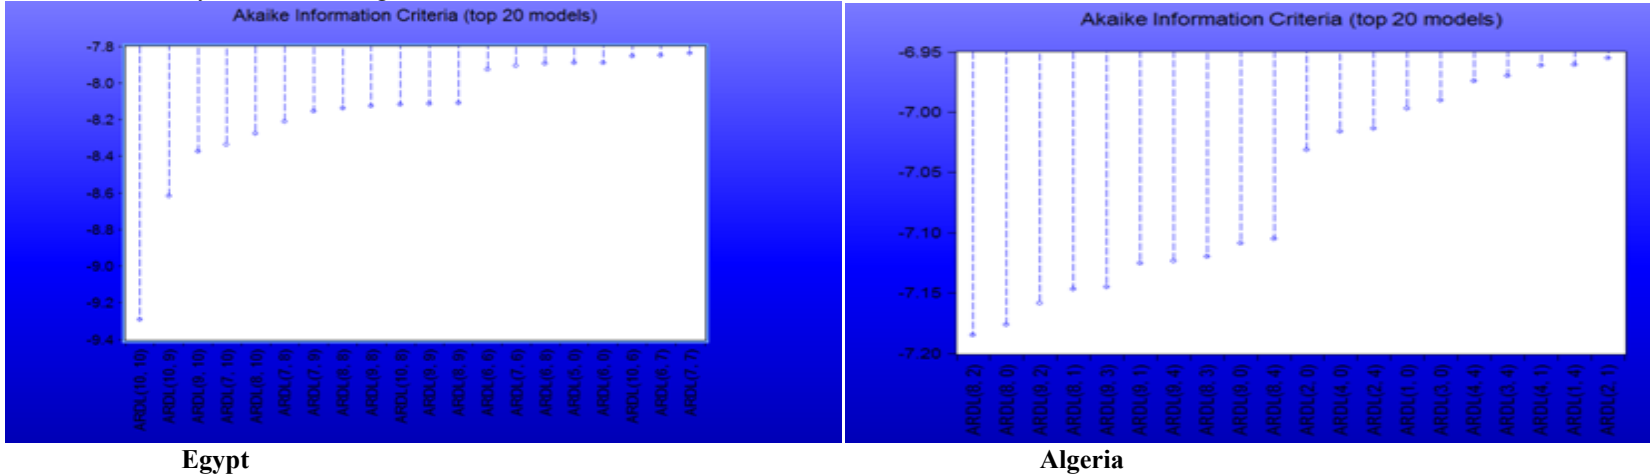 Akaike Information Criteria (top 20 models)
-7.8
-8.0
-8.2
-8.4
-8.6
-8.8
-9.0
-9.2
-9.4
ARDL(10, 10)
ARDL(10, 9)
ARDL(9, 10)
ARDL(7, 10)
ARDL(8, 10)
ARDL(7, 9)
ARDL(10, 8)
ARDL(9, 9)
ARDL(8, 9)
ARDL(5, 0)
ARDL(7, 7)
Egypt
Akaike Information Criteria (top 20 models)
-6.95
-7.00
-7.05
-7.10
-7.15
-7.20
ARDL(8, 2)
ARDL(8, 0)
ARDL(9, 2)
ARDL(8, 1)
ARDL(9, 3)
ARDL(9, 1)
ARDL(9, 4)
ARDL(8, 3)
ARDL(9, 0)
ARDL(8, 4)
ARDL(2, 0)
ARDL(4, 0)
ARDL(2, 4)
ARDL(1, 0)
ARDL(3, 0)
ARDL(4, 4)
ARDL(3, 4)
ARDL(4, 1)
ARDL(1, 4)
ARDL(2, 1)
Algeria